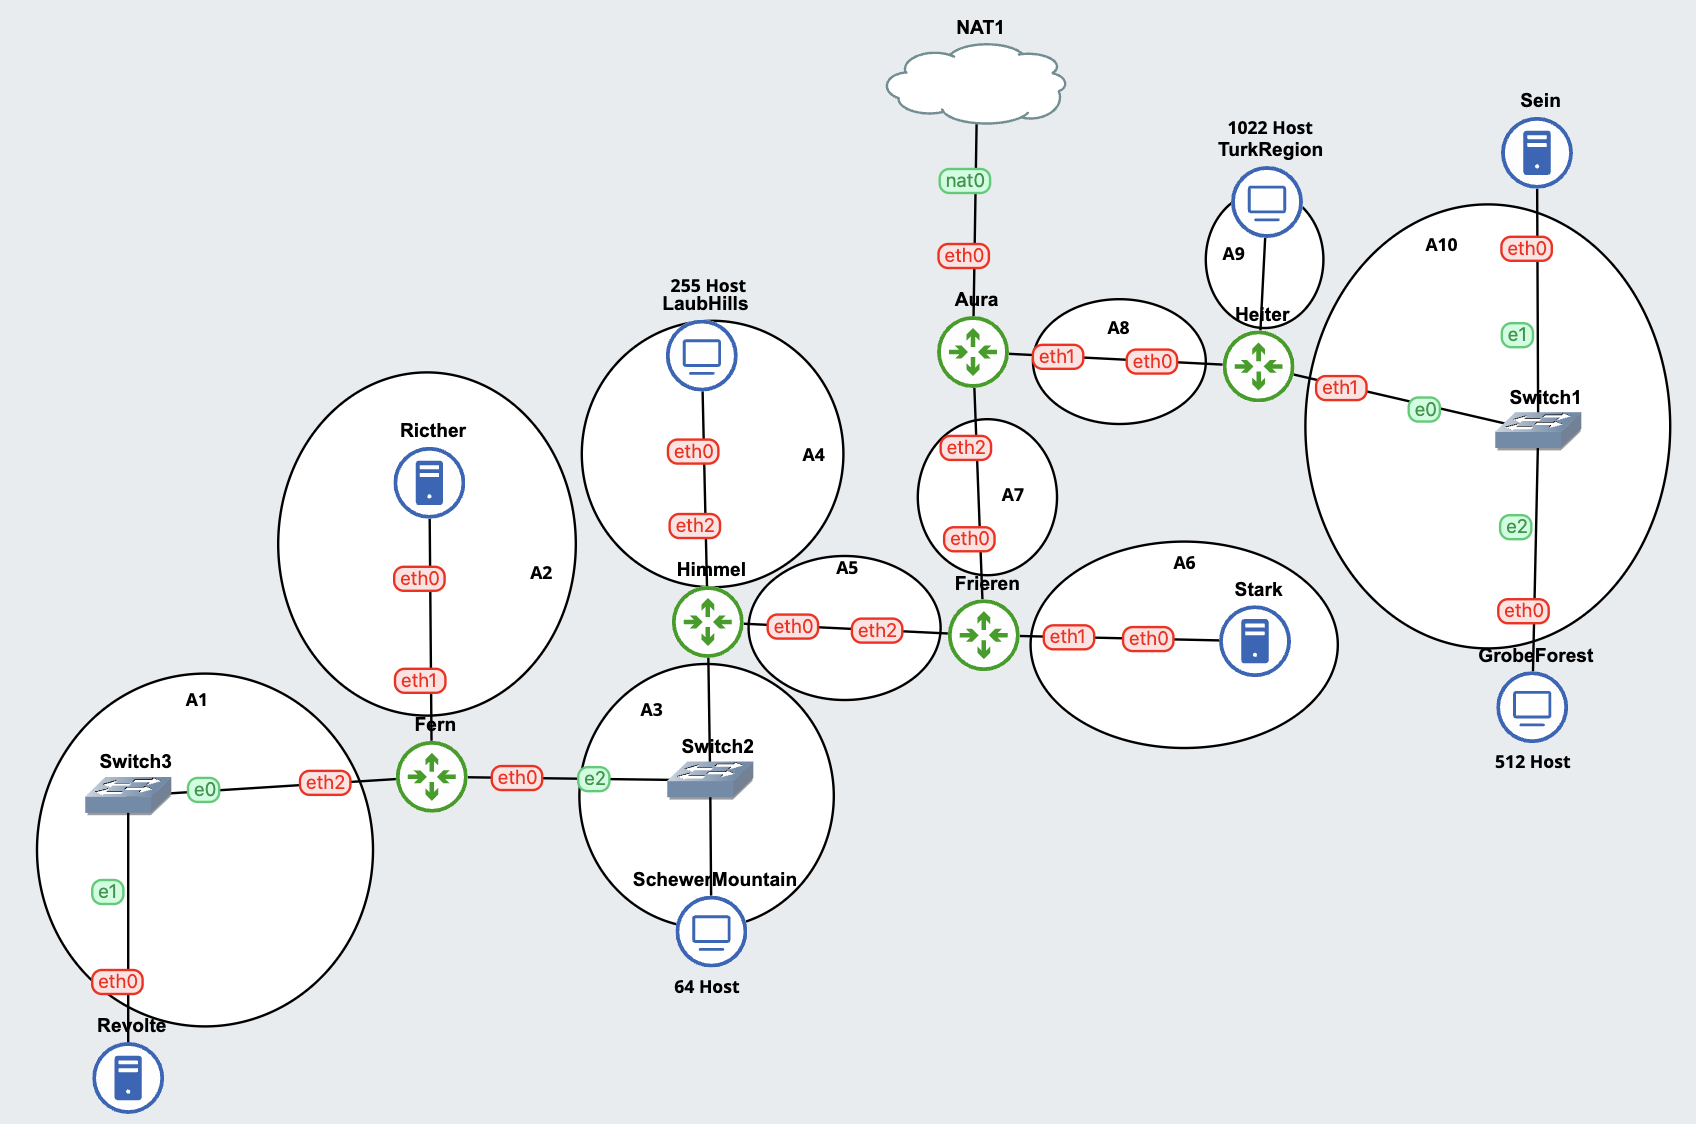 NAT1
nat0
eth0
Aura
1022 Host
TurkRegion
A9
Heiter
Sein
A10
eth0
e1
Switch1
eth1
e0
e2
eth0
GrobeForest
512 Host
A8
eth1
eth0
eth2
A7
eth0
Frieren
255 Host
LaubHills
eth0
A4
eth2
Himmel
A5
eth0
eth2
A6
Stark
eth1
eth0
Ricther
eth0
A2
eth1
Fern
A3
Switch2
eth0
e2
SchewerMountain
64 Host
A1
Switch3
e0
eth2
e1
eth0
Revolte